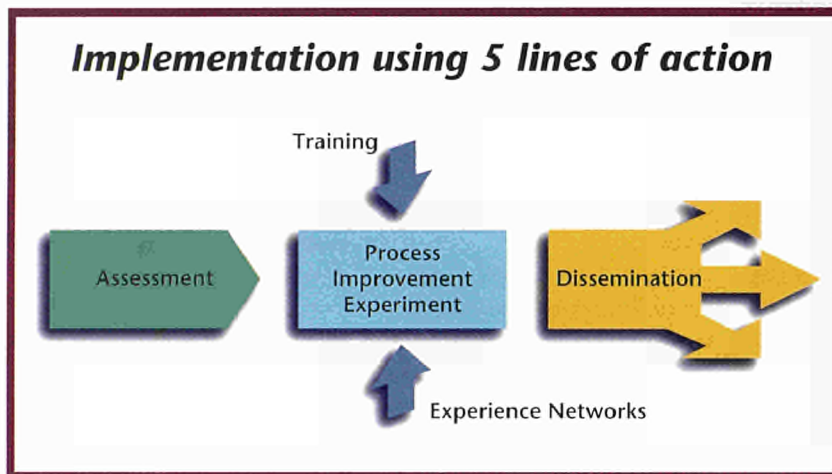 Implementation using 5 lines of action
Training
Assessment
Process
Improvement
Experiment
Dissemination
Experience Networks